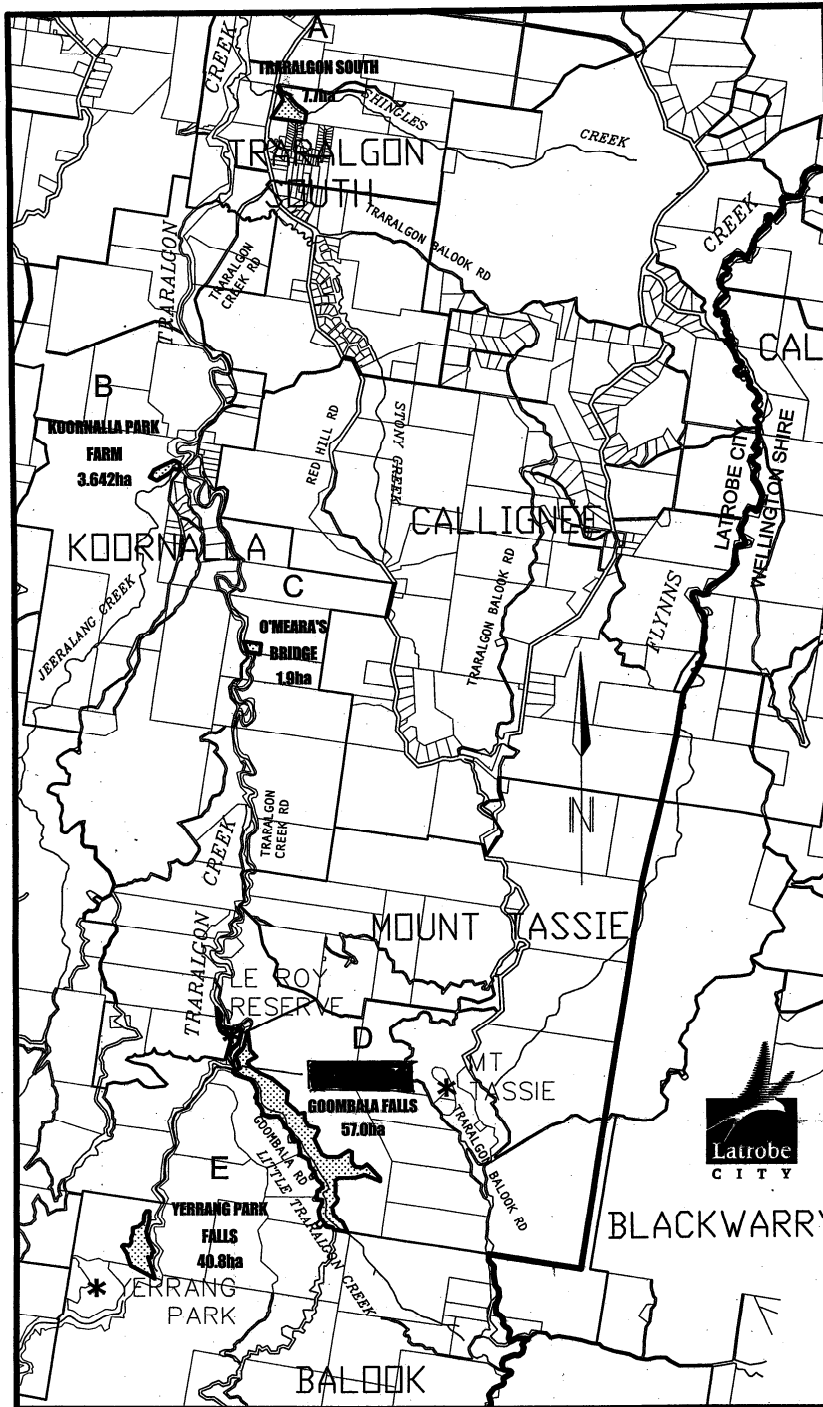 A
TRARALGON SOUTH
7.7ha
CREEK
SHINGLES
CREEK
TRARALGON
SOUTH
TRARALGON BALOOK RD
CREEK
TRARALGON
TRARALGON
CREEK RD
CAL
B
KOORNALLA PARK
FARM
3.642ha
RED HILL RD
STONY CREEK
LATROBE CITY
WELLINGTON SHIRE
CALLIGNEE
KOORNALLA
C
JEERALANG CREEK
O'MEARA'S
BRIDGE
1.9ha
TRARALGON BALOOK RD
FLYNNS
N
TRARALGON
CREEK RD
CREEK
TRARALGON
MOUNT TASSIE
LE ROY
RESERVE
D
GOOMBALA FALLS
57.0ha
MT
TASSIE
TRARALGON BALOOK RD
Latrobe
CITY
GOOMBALA RD
LITTLE TRARALGON CREEK
E
YERRANG PARK
FALLS
40.8ha
BLACKWARRY
YERRANG
PARK
BALOOK